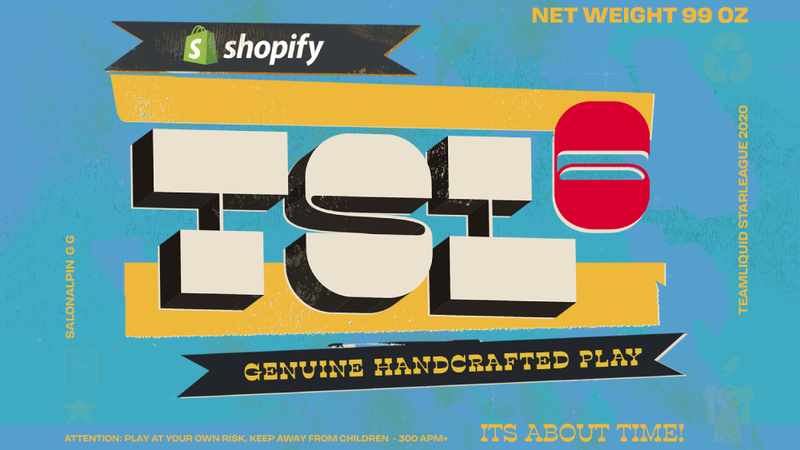 NET WEIGHT 99 OZ
shopify
TSL
6
TEAMLIQUID STARLEAGUE 2020
SALONALPIN G G
GENUINE HANDCRAFTED PLAY
ATTENTION: PLAY AT YOUR OWN RISK, KEEP AWAY FROM CHILDREN - 300 APM+
ITS ABOUT TIME!